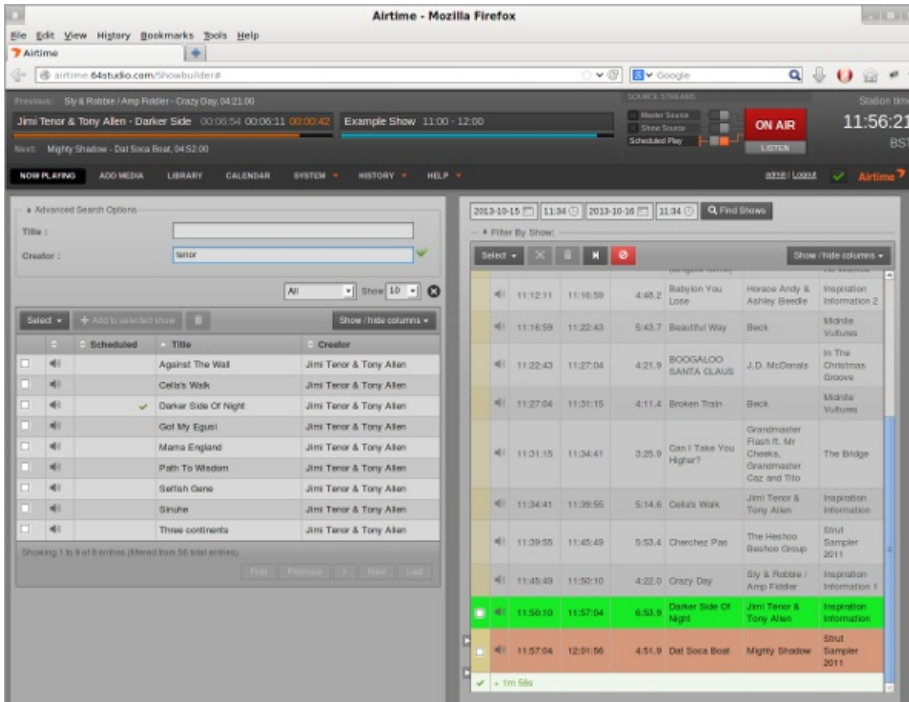 Airtime - Mozilla Firefox
File Edit View History Bookmarks Tools Help
Airtime
airtime.64studio.com/Showbuilder#
Google
Previous: Sly & Robbie / Amp Fiddler - Crazy Day, 04:21.00
SOURCE STREAMS
Station time
Jimi Tenor & Tony Allen - Darker Side 00:06:54 00:06:11 00:00:42
Example Show 11:00 - 12:00
Master Source
Show Source
Scheduled Play
ON AIR
LISTEN
11:56:21
BST
Next: Mighty Shadow - Dat Soca Boat, 04:52.00
NOW PLAYING ADD MEDIA LIBRARY CALENDAR SYSTEM HISTORY HELP
admin | Logout
Airtime
Advanced Search Options
Title :
Creator : tenor
All Show 10
Select + Add to selected show Show / hide columns
Scheduled Title Creator
Against The Wall Jimi Tenor & Tony Allen
Cella's Walk Jimi Tenor & Tony Allen
Darker Side Of Night Jimi Tenor & Tony Allen
Got My Egusi Jimi Tenor & Tony Allen
Mama England Jimi Tenor & Tony Allen
Path To Wisdom Jimi Tenor & Tony Allen
Selfish Gene Jimi Tenor & Tony Allen
Sinuhe Jimi Tenor & Tony Allen
Three continents Jimi Tenor & Tony Allen
Showing 1 to 9 of 9 entries (filtered from 56 total entries)
First Previous 1 Next Last
2013-10-15 11:34 2013-10-16 11:34 Find Shows
Filter By Show:
Select Show / hide columns
11:12:11 11:16:59 4:48.2 Babylon You Lose Horace Andy & Ashley Beedle Inspiration Information 2
11:16:59 11:22:43 5:43.7 Beautiful Way Beck Midnite Vultures
11:22:43 11:27:04 4:21.9 BOOGALOO SANTA CLAUS J.D. McDonals In The Christmas Groove
11:27:04 11:31:15 4:11.4 Broken Train Beck Midnite Vultures
11:31:15 11:34:41 3:25.9 Can I Take You Higher? Grandmaster Flash ft. Mr Cheeks, Grandmaster Caz and Tito The Bridge
11:34:41 11:39:55 5:14.6 Cella's Walk Jimi Tenor & Tony Allen Inspiration Information
11:39:55 11:45:49 5:53.4 Cherchez Pas The Heshoo Beshoo Group Strut Sampler 2011
11:45:49 11:50:10 4:22.0 Crazy Day Sly & Robbie / Amp Fiddler Inspiration Information 1
11:50:10 11:57:04 6:53.9 Darker Side Of Night Jimi Tenor & Tony Allen Inspiration Information
11:57:04 12:01:56 4:51.9 Dat Soca Boat Mighty Shadow Strut Sampler 2011
+ 1m 56s